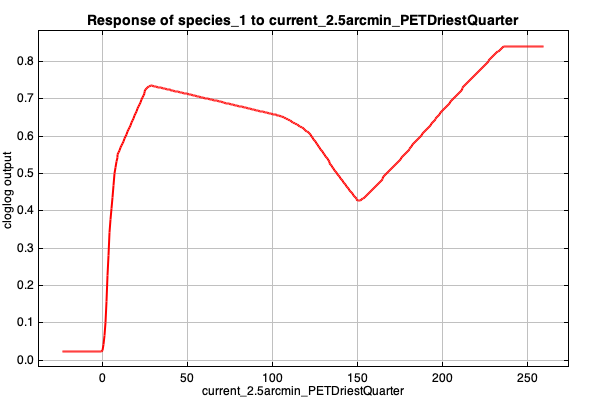 Response of species_1 to current_2.5arcmin_PETDriestQuarter
0.8
0.7
0.6
0.5
0.4
0.3
0.2
0.1
0.0
cloglog output
0 50 100 150 200 250
current_2.5arcmin_PETDriestQuarter